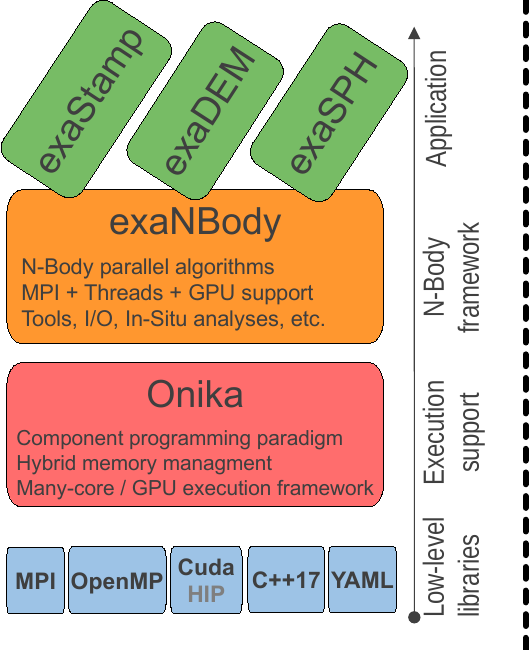 exaStamp
exaDEM
exaSPH
Application
exaNBody
N-Body parallel algorithms
MPI + Threads + GPU support
Tools, I/O, In-Situ analyses, etc.
N-Body
framework
Onika
Component programming paradigm
Hybrid memory managment
Many-core / GPU execution framework
Execution
support
MPI
OpenMP
Cuda
HIP
C++17
YAML
Low-level
libraries